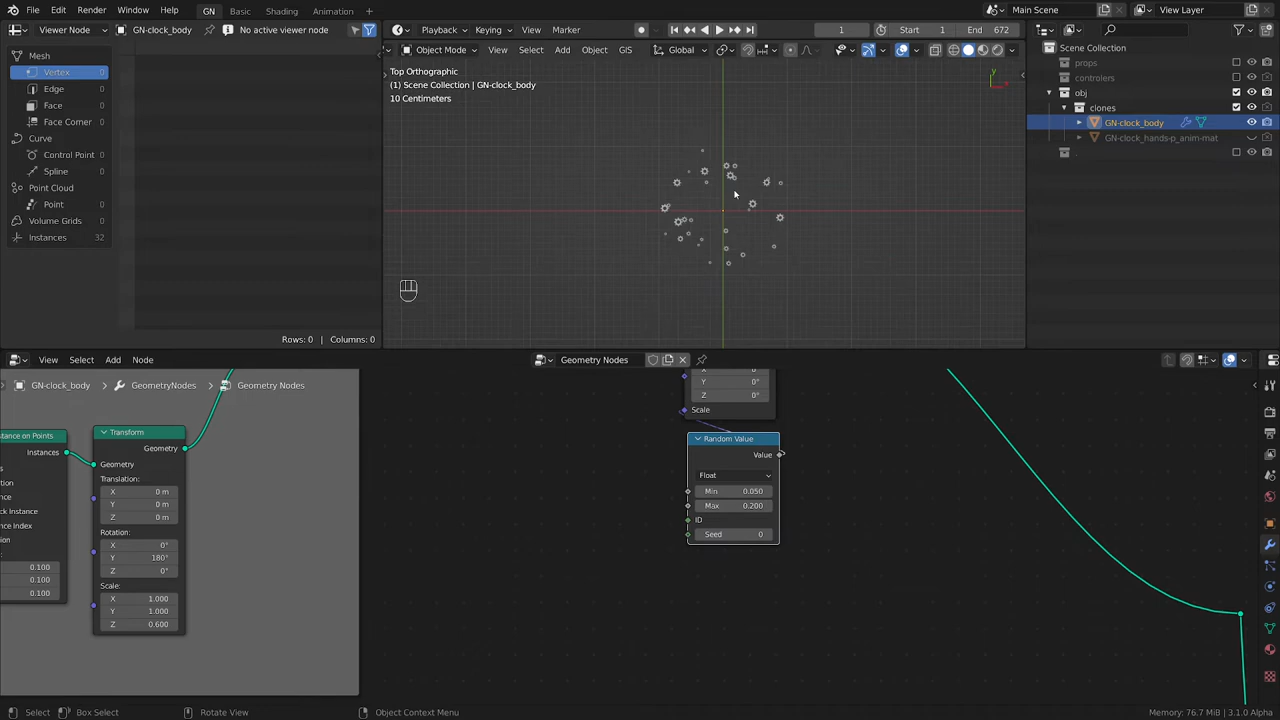 File Edit Render Window Help GN Basic Shading Animation Main Scene View Layer
Viewer Node GN-clock_body No active viewer node Playback Keying View Marker 1 Start 1 End 672
Mesh
Vertex 0
Edge 0
Face 0
Face Corner 0
Curve
Control Point 0
Spline 0
Point Cloud
Point 0
Volume Grids 0
Instances 32
Rows: 0 | Columns: 0
Object Mode View Select Add Object GIS Global
Top Orthographic
(1) Scene Collection | GN-clock_body
10 Centimeters
Y
Scene Collection
props
controlers
obj
clones
GN-clock_body
GN-clock_hands-p_anim-mat
View Select Add Node Geometry Nodes
GN-clock_body > GeometryNodes > Geometry Nodes
stance on Points
Instances
ck Instance
ance Index
0.100
0.100
0.100
Transform
Geometry
Geometry
Translation:
X 0 m
Y 0 m
Z 0 m
Rotation:
X 0°
Y 180°
Z 0°
Scale:
X 1.000
Y 1.000
Z 0.600
Y 0°
Z 0°
Scale
Random Value
Value
Float
Min 0.050
Max 0.200
ID
Seed 0
Select Box Select Rotate View Object Context Menu Memory: 76.7 MiB | 3.1.0 Alpha